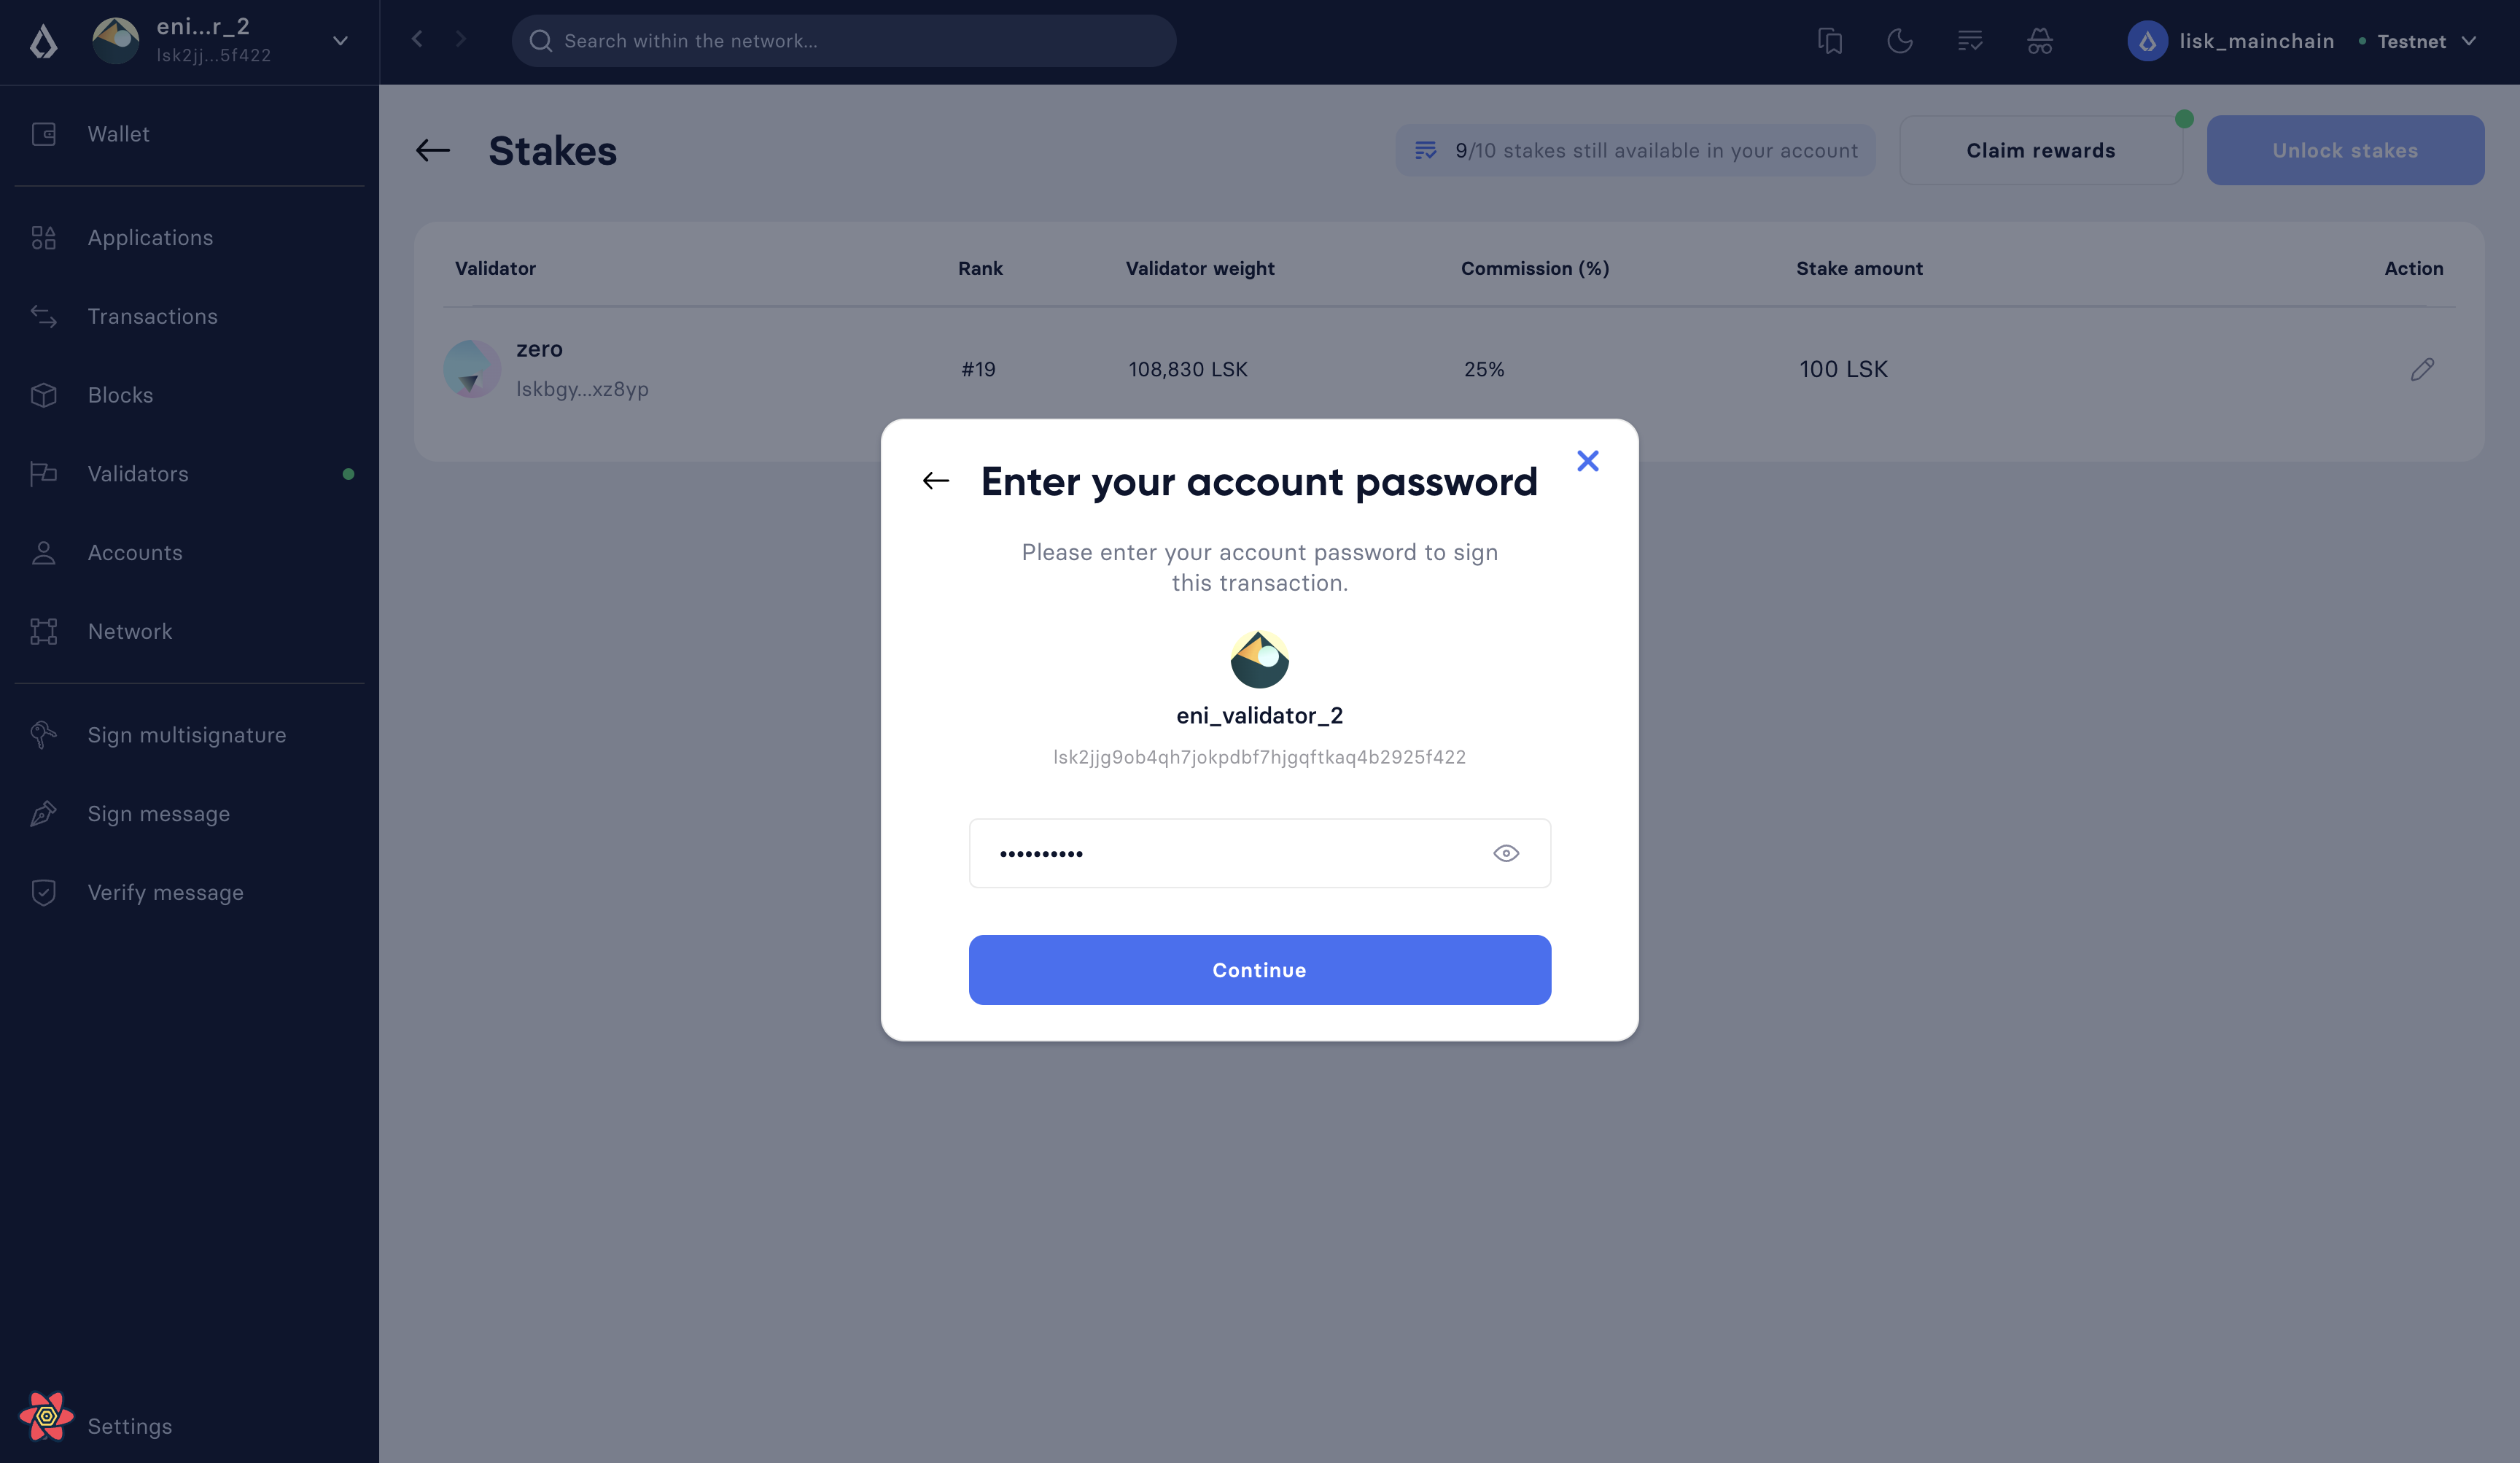 eni...r_2
lsk2jj...5f422
Search within the network...
lisk_mainchain
Testnet
Wallet
Applications
Transactions
Blocks
Validators
Accounts
Network
Sign multisignature
Sign message
Verify message
Settings
Stakes
9/10 stakes still available in your account
Claim rewards
Unlock stakes
Validator Rank Validator weight Commission (%) Stake amount Action
zero
lskbgy...xz8yp
#19 108,830 LSK 25% 100 LSK
Enter your account password
Please enter your account password to sign
this transaction.
eni_validator_2
lsk2jjg9ob4qh7jokpdbf7hjgqftkaq4b2925f422
••••••••••
Continue